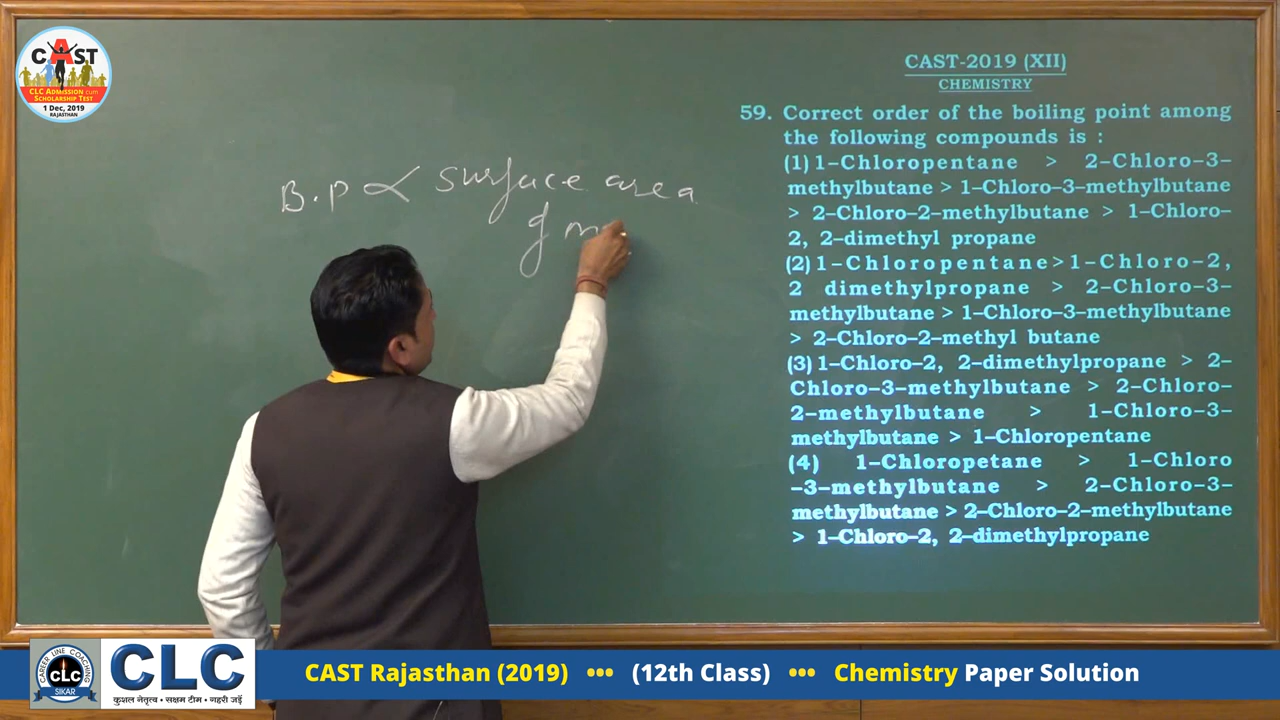 CAST
CLC ADMISSION cum
SCHOLARSHIP TEST
1 Dec, 2019
RAJASTHAN
B.P ∝ surface area
of m
CAST-2019 (XII)
CHEMISTRY
59. Correct order of the boiling point among
the following compounds is :
(1) 1-Chloropentane > 2-Chloro-3-
methylbutane > 1-Chloro-3-methylbutane
> 2-Chloro-2-methylbutane > 1-Chloro-
2, 2-dimethyl propane
(2) 1-Chloropentane > 1-Chloro-2,
2 dimethylpropane > 2-Chloro-3-
methylbutane > 1-Chloro-3-methylbutane
> 2-Chloro-2-methyl butane
(3) 1-Chloro-2, 2-dimethylpropane > 2-
Chloro-3-methylbutane > 2-Chloro-
2-methylbutane > 1-Chloro-3-
methylbutane > 1-Chloropentane
(4) 1-Chloropetane > 1-Chloro
-3-methylbutane > 2-Chloro-3-
methylbutane > 2-Chloro-2-methylbutane
> 1-Chloro-2, 2-dimethylpropane
CAREER LINE COACHING
CLC
SIKAR
CLC
कुशल नेतृत्व • सक्षम टीम • गहरी जड़ें
CAST Rajasthan (2019) ••• (12th Class) ••• Chemistry Paper Solution